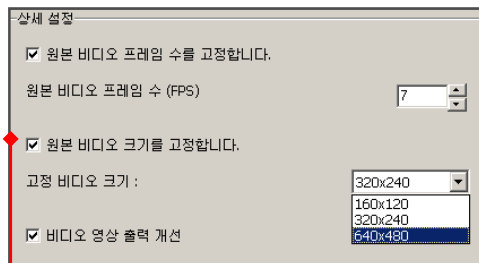 상세 설정
원본 비디오 프레임 수를 고정합니다.
원본 비디오 프레임 수 (FPS) 7
원본 비디오 크기를 고정합니다.
고정 비디오 크기 : 320x240
160x120
320x240
640x480
비디오 영상 출력 개선